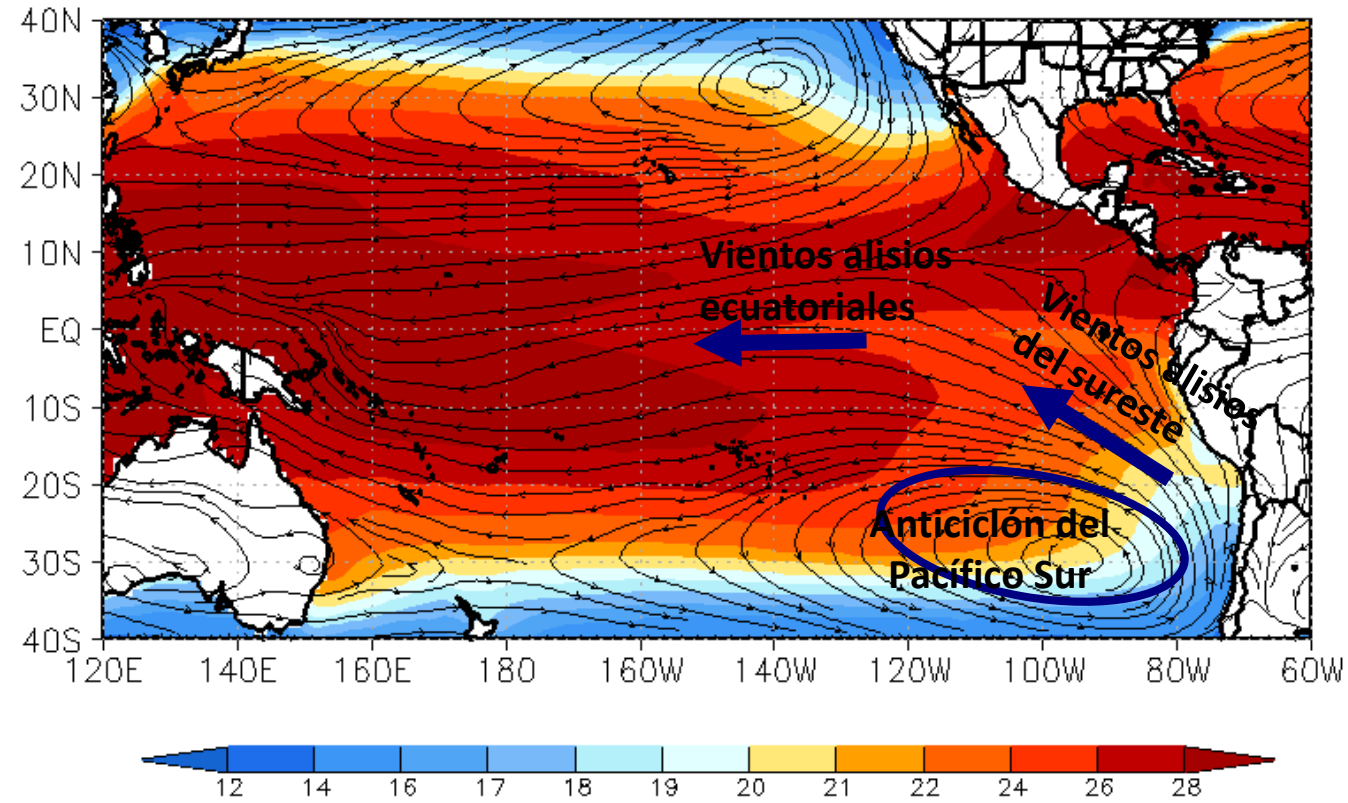 40N
30N
20N
10N
EQ
10S
20S
30S
40S
Vientos alisios
ecuatoriales
Vientos alisios
del sureste
Anticiclón del
Pacífico Sur
120E 140E 160E 180 160W 140W 120W 100W 80W 60W
12 14 16 17 18 19 20 21 22 24 26 28